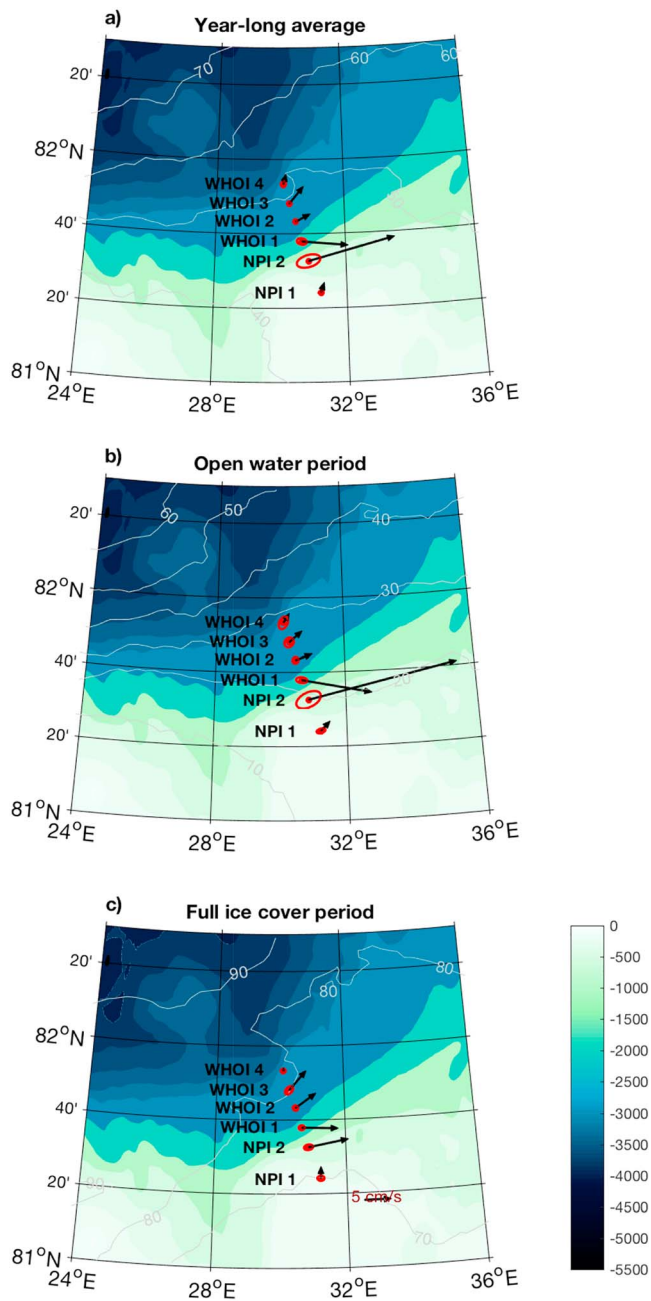 a)
Year-long average
20'
70
60
60
82°N
WHOI 4
WHOI 3
40'
WHOI 2
WHOI 1
NPI 2
20'
NPI 1
40
81°N
24°E
28°E
32°E
36°E
b)
Open water period
20'
60
50
40
82°N
30
WHOI 4
WHOI 3
40'
WHOI 2
WHOI 1
20
NPI 2
20'
NPI 1
70
81°N
24°E
28°E
32°E
36°E
c)
Full ice cover period
20'
90
80
80
82°N
WHOI 4
WHOI 3
40'
WHOI 2
WHOI 1
NPI 2
20'
NPI 1
5 cm/s
80
70
81°N
24°E
28°E
32°E
36°E
0
-500
-1000
-1500
-2000
-2500
-3000
-3500
-4000
-4500
-5000
-5500